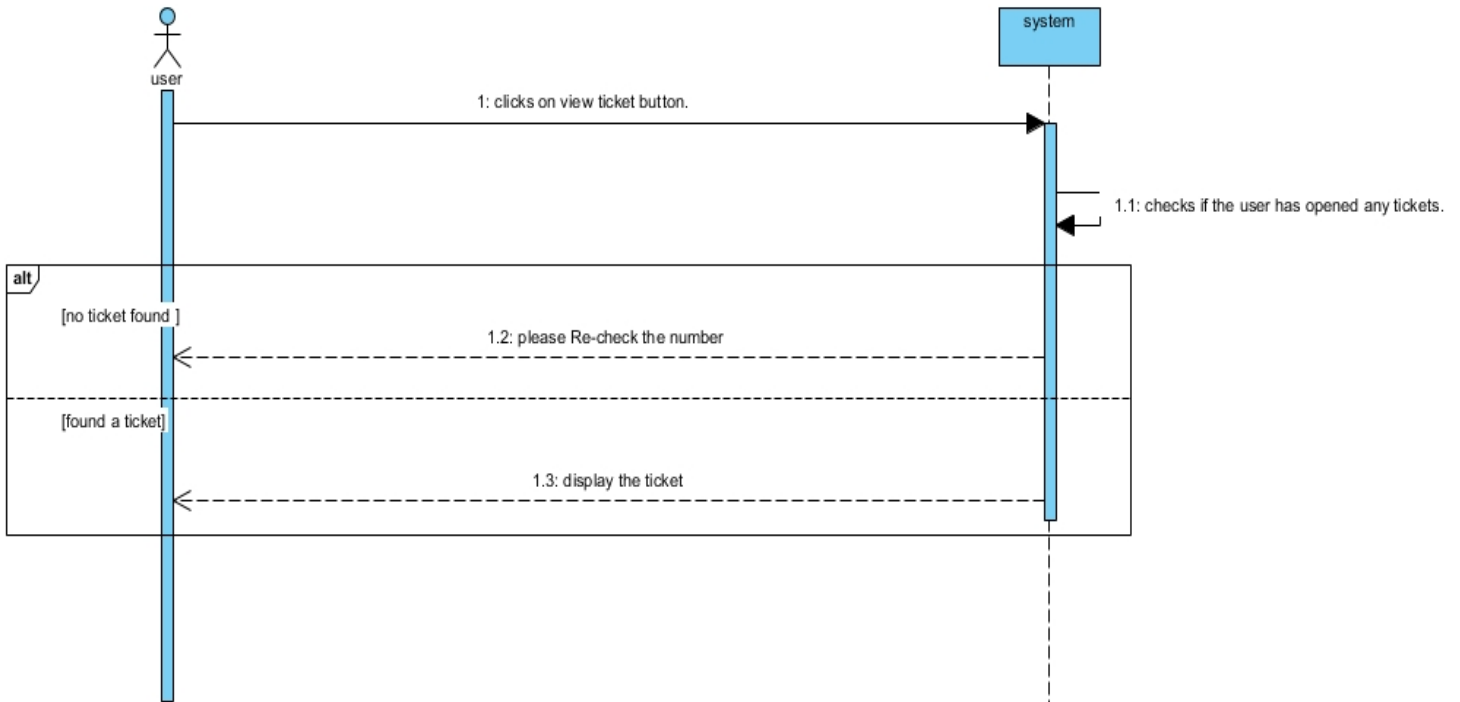 user
system
1: clicks on view ticket button.
1.1: checks if the user has opened any tickets.
alt
[no ticket found ]
1.2: please Re-check the number
[found a ticket]
1.3: display the ticket